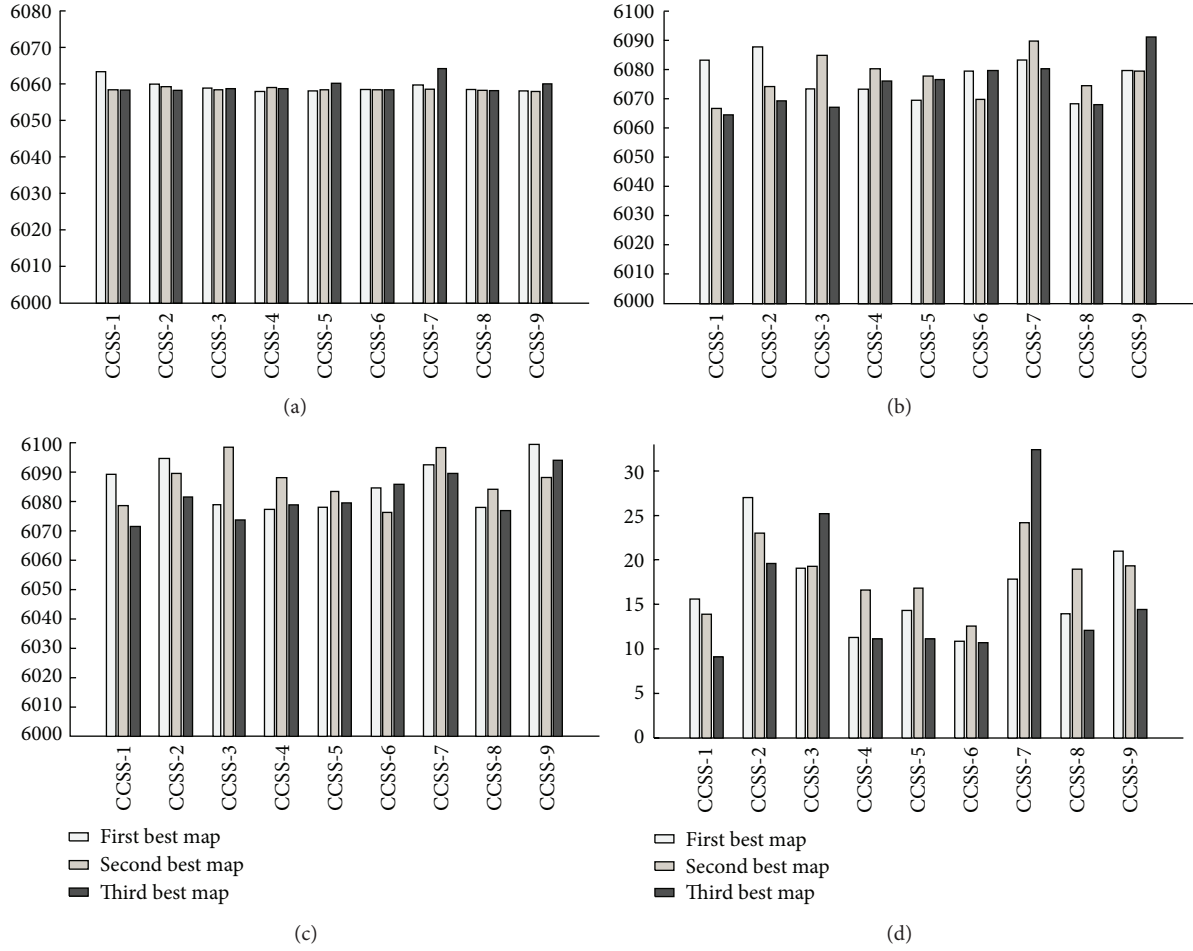 6080
6070
6060
6050
6040
6030
6020
6010
6000
CCSS-1
CCSS-2
CCSS-3
CCSS-4
CCSS-5
CCSS-6
CCSS-7
CCSS-8
CCSS-9
(a)
6100
6090
6080
6070
6060
6050
6040
6030
6020
6010
6000
CCSS-1
CCSS-2
CCSS-3
CCSS-4
CCSS-5
CCSS-6
CCSS-7
CCSS-8
CCSS-9
(b)
6100
6090
6080
6070
6060
6050
6040
6030
6020
6010
6000
CCSS-1
CCSS-2
CCSS-3
CCSS-4
CCSS-5
CCSS-6
CCSS-7
CCSS-8
CCSS-9
First best map
Second best map
Third best map
(c)
30
25
20
15
10
5
0
CCSS-1
CCSS-2
CCSS-3
CCSS-4
CCSS-5
CCSS-6
CCSS-7
CCSS-8
CCSS-9
First best map
Second best map
Third best map
(d)